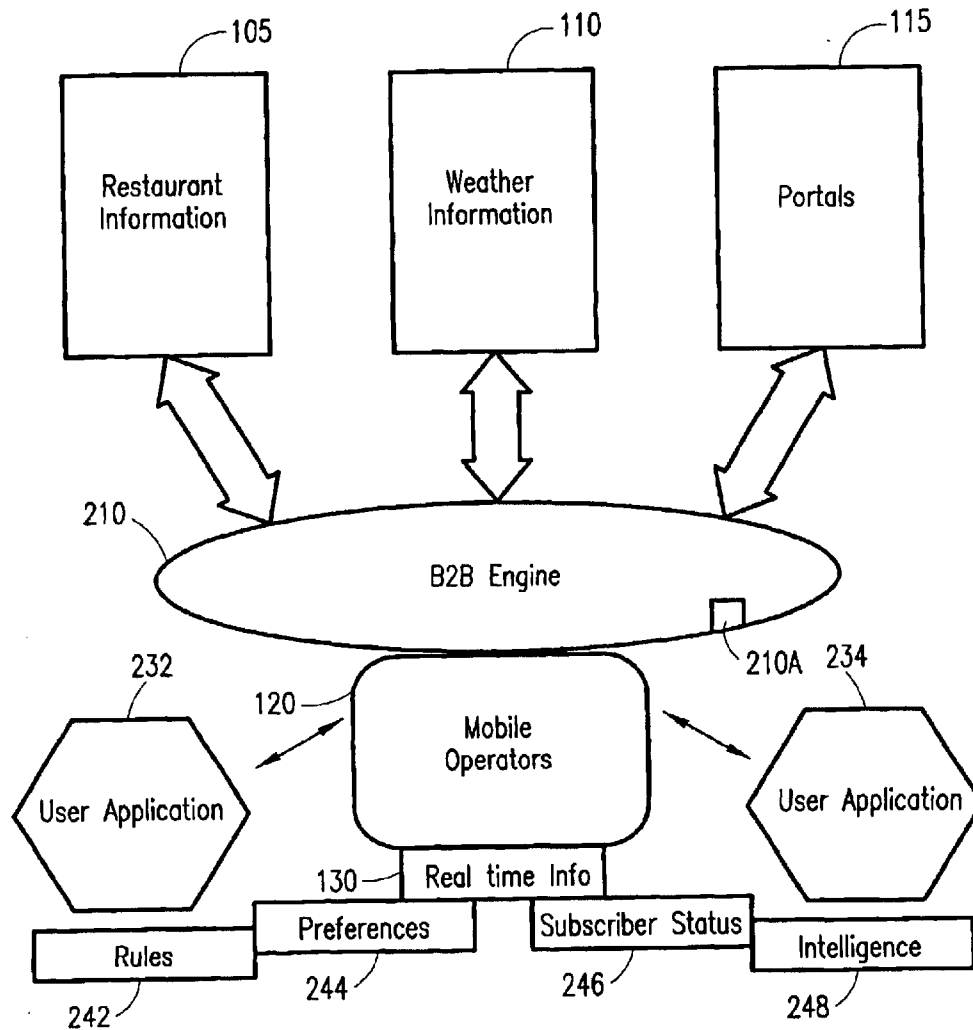 105
110
115
Restaurant
Information
Weather
Information
Portals
210
B2B Engine
210A
232
120
234
Mobile
Operators
User Application
User Application
130
Real time Info
Preferences
Subscriber Status
Rules
Intelligence
242
244
246
248